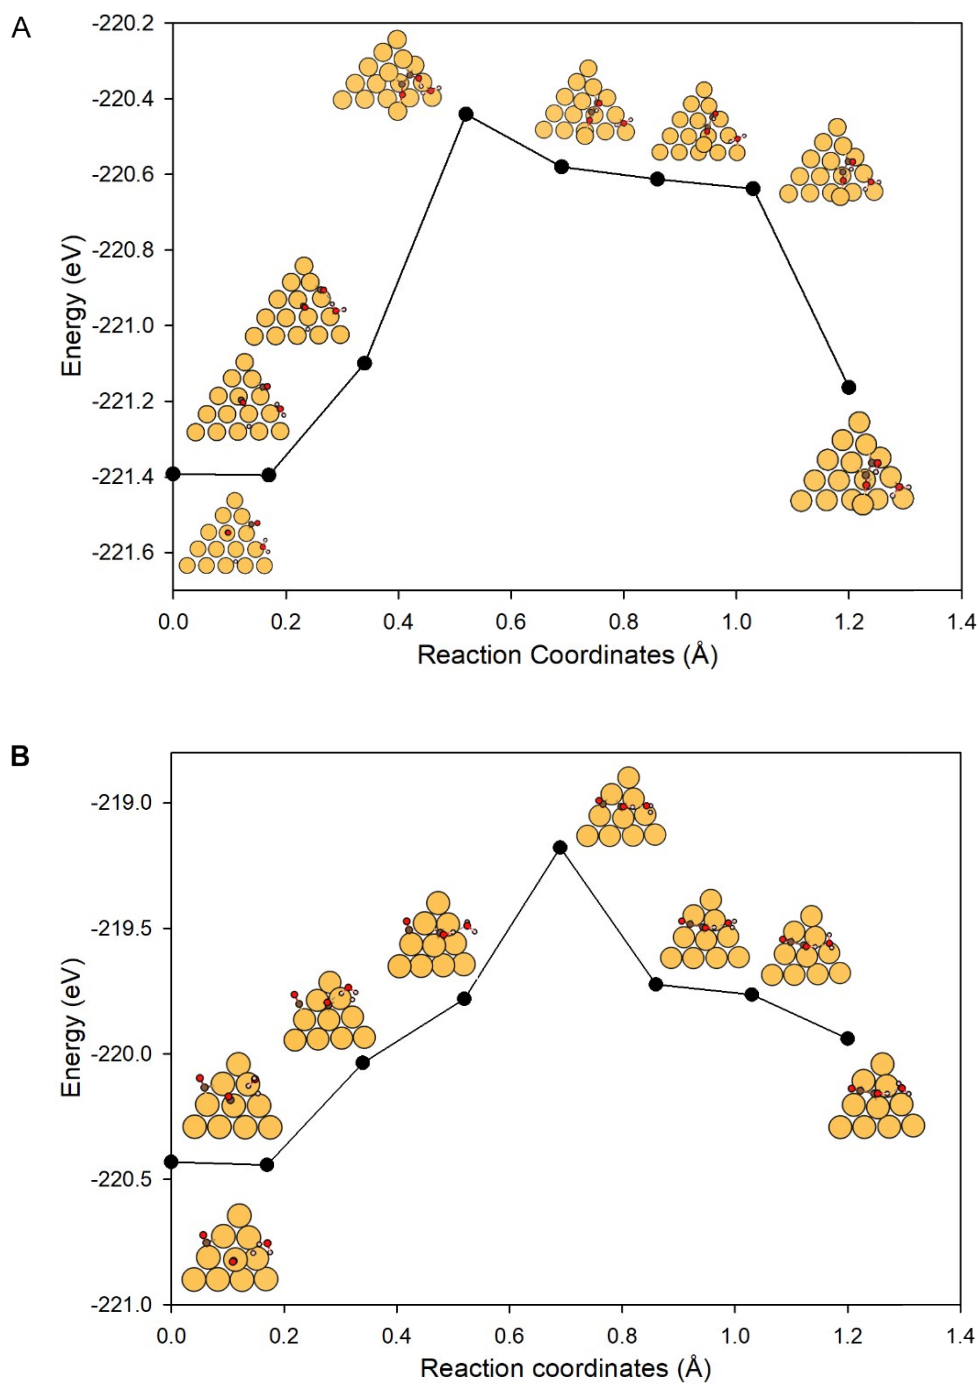 A
-220.2
-220.4
-220.6
-220.8
-221.0
-221.2
-221.4
-221.6
Energy (eV)
0.0 0.2 0.4 0.6 0.8 1.0 1.2 1.4
Reaction Coordinates (Å)
B
-219.0
-219.5
-220.0
-220.5
-221.0
Energy (eV)
0.0 0.2 0.4 0.6 0.8 1.0 1.2 1.4
Reaction coordinates (Å)